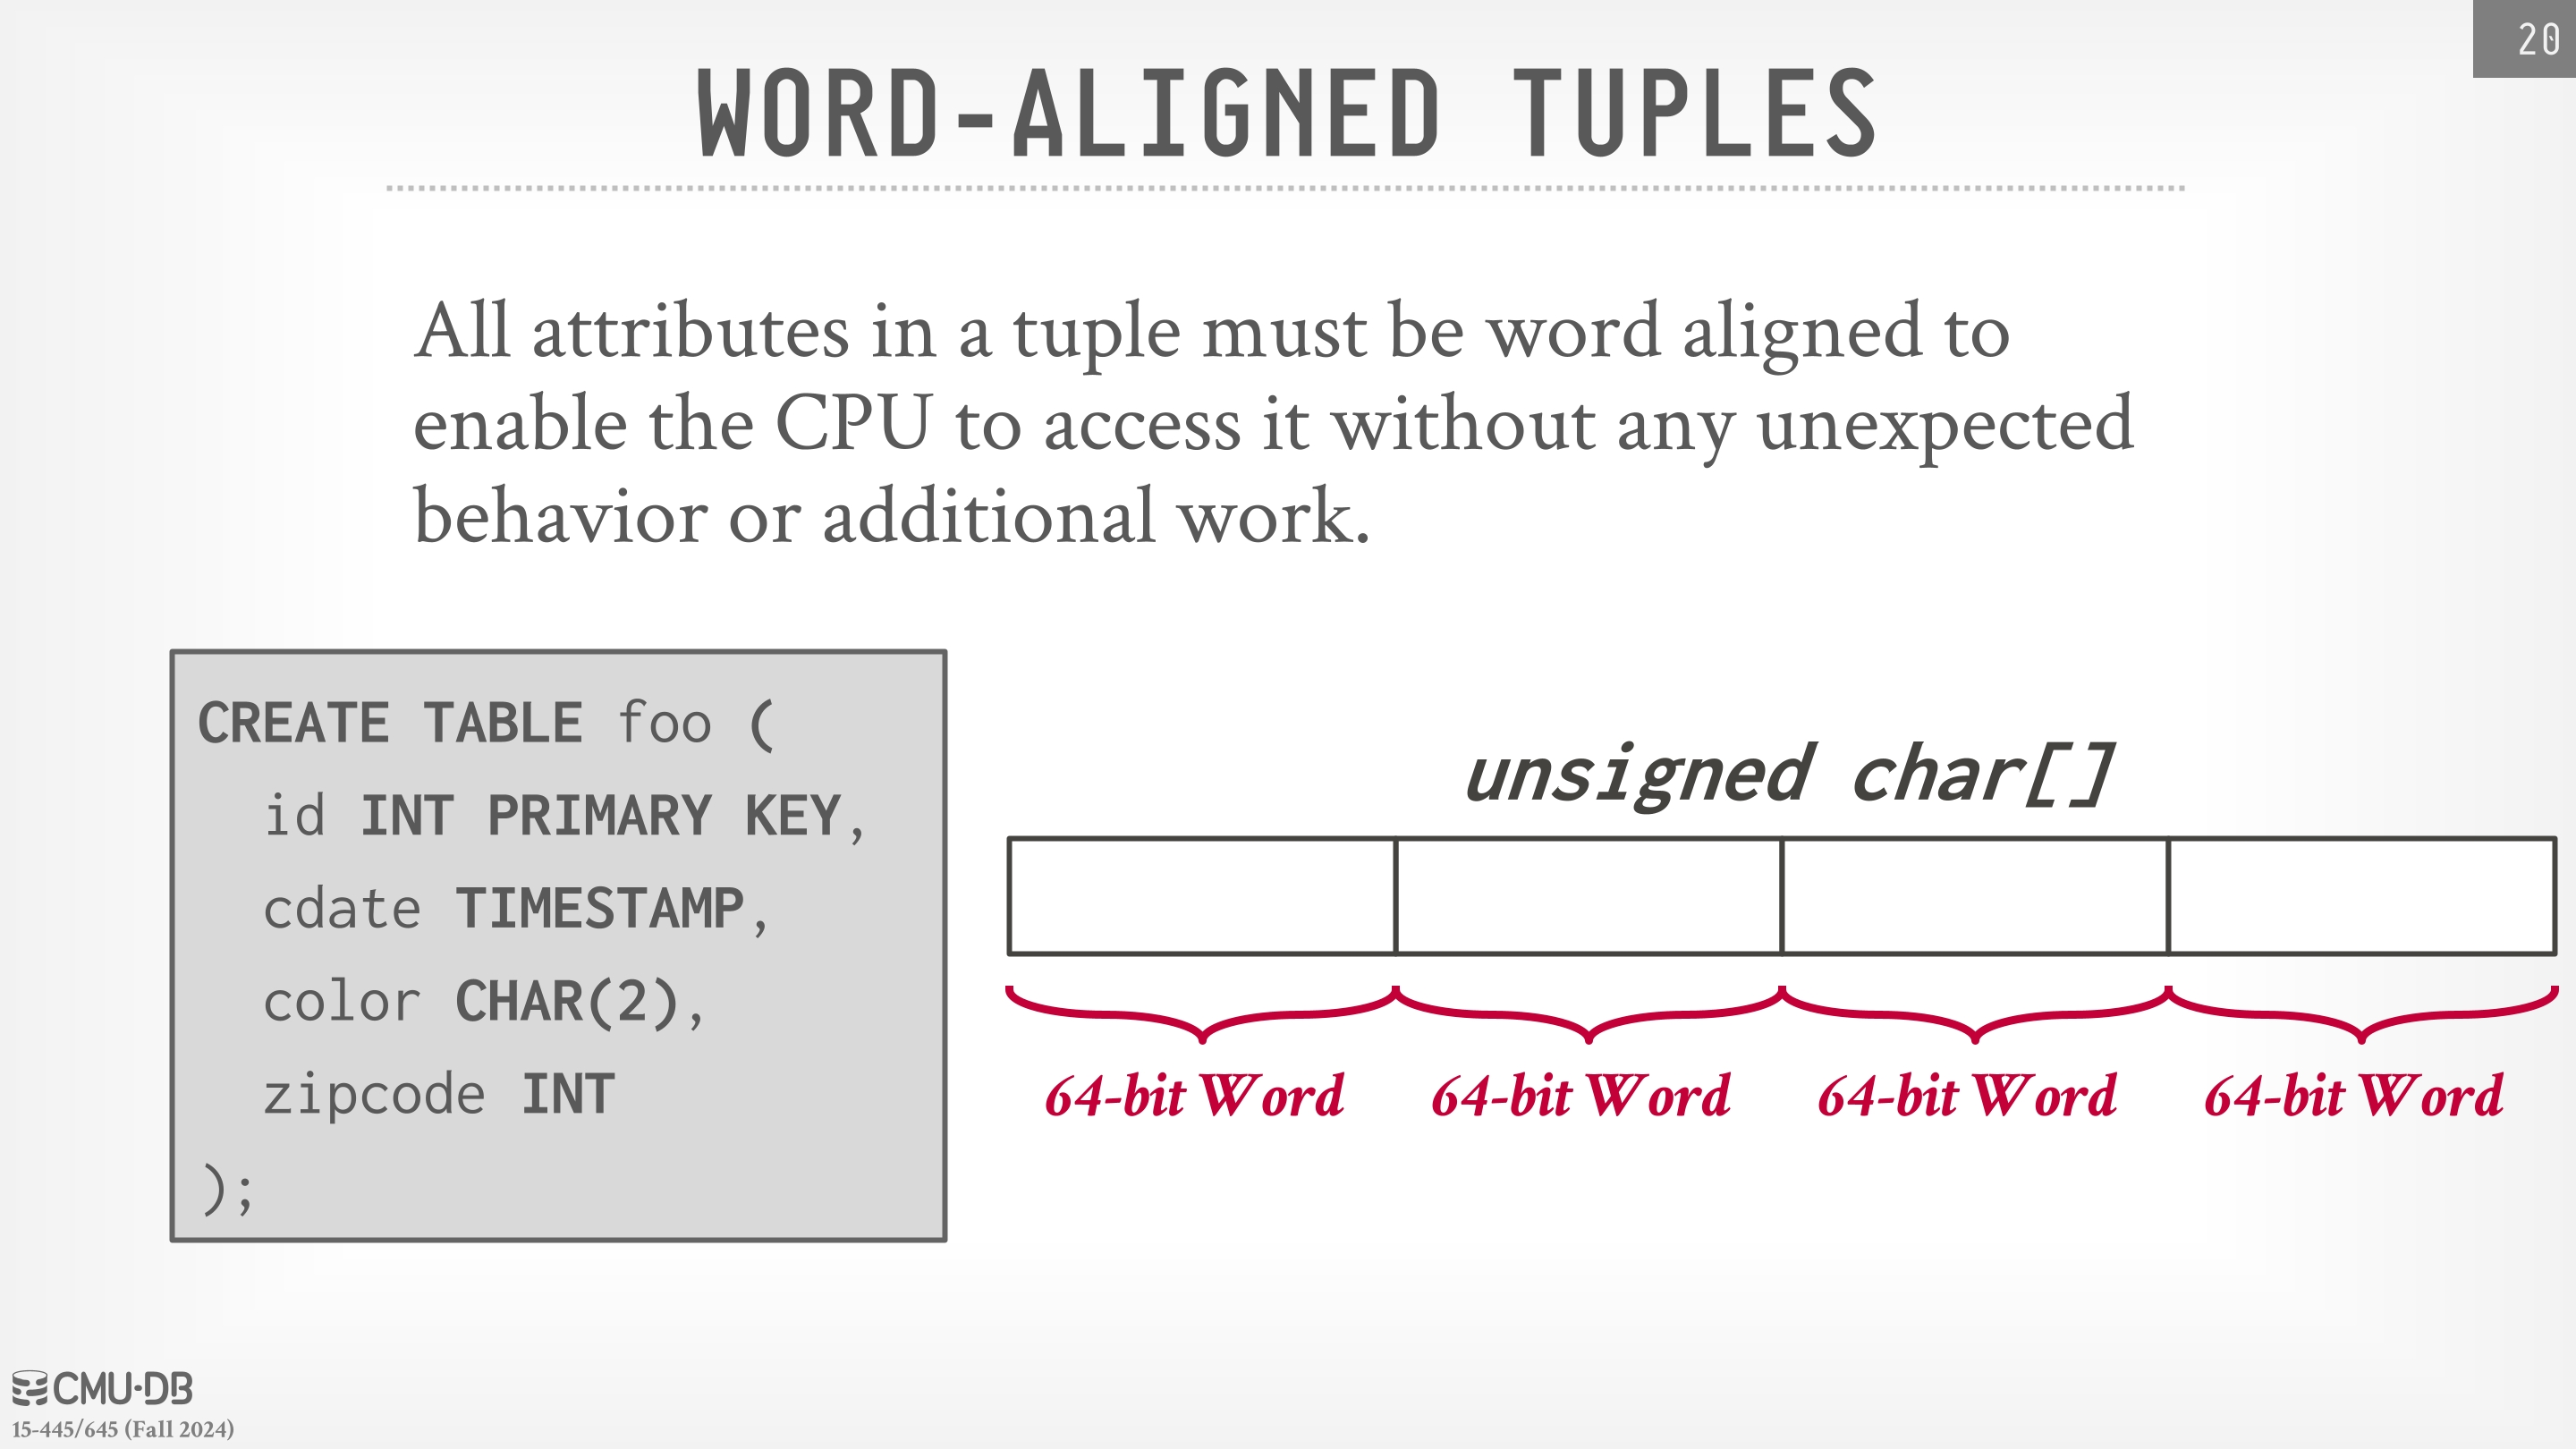 20
WORD-ALIGNED TUPLES
All attributes in a tuple must be word aligned to
enable the CPU to access it without any unexpected
behavior or additional work.
CREATE TABLE foo (
id INT PRIMARY KEY,
cdate TIMESTAMP,
color CHAR(2),
zipcode INT
);
unsigned char[]
64-bit Word
64-bit Word
64-bit Word
64-bit Word
CMU·DB
15-445/645 (Fall 2024)